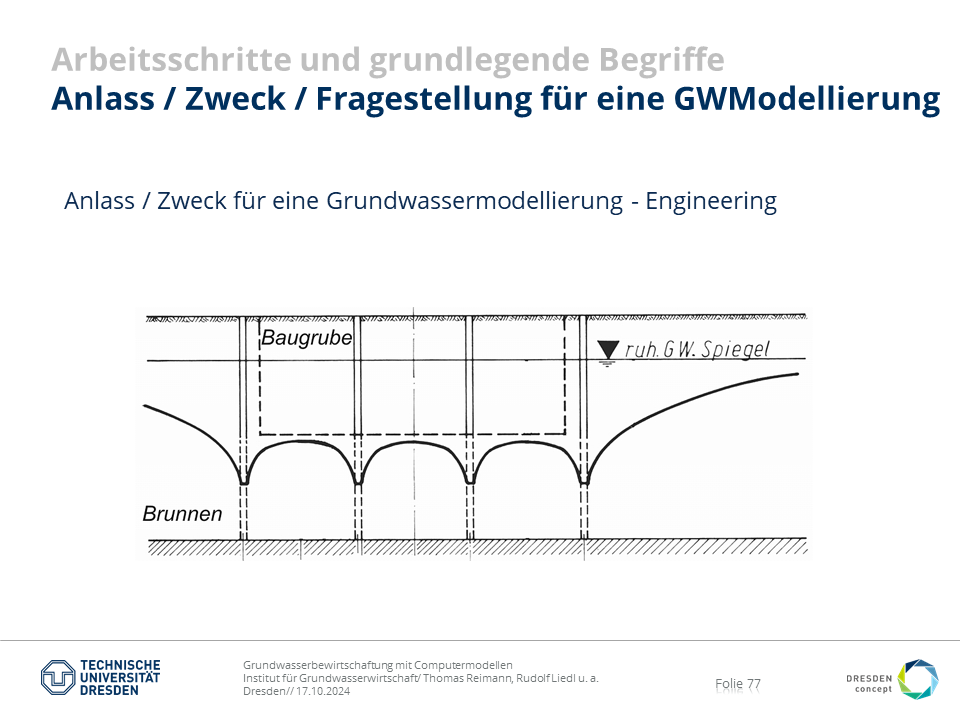 Arbeitsschritte und grundlegende Begriffe
Anlass / Zweck / Fragestellung für eine GWModellierung
Anlass / Zweck für eine Grundwassermodellierung - Engineering
Baugrube
ruh. GW. Spiegel
Brunnen
TECHNISCHE
UNIVERSITÄT
DRESDEN
Grundwasserbewirtschaftung mit Computermodellen
Institut für Grundwasserwirtschaft/ Thomas Reimann, Rudolf Liedl u. a.
Dresden// 17.10.2024
Folie 77
DRESDEN
concept